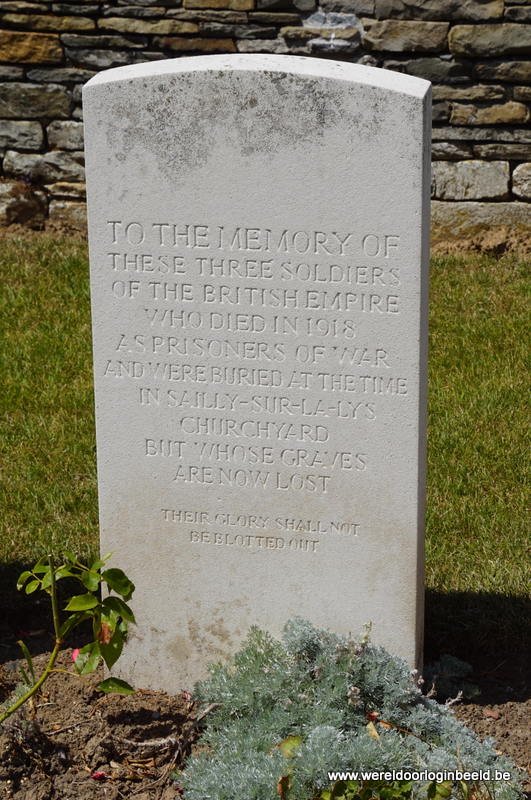 TO THE MEMORY OF
THESE THREE SOLDIERS
OF THE BRITISH EMPIRE
WHO DIED IN 1918
AS PRISONERS OF WAR
AND WERE BURIED AT THE TIME
IN SAILLY-SUR-LA-LYS
CHURCHYARD
BUT WHOSE GRAVES
ARE NOW LOST
THEIR GLORY SHALL NOT
BE BLOTTED OUT
www.wereldoorloginbeeld.be